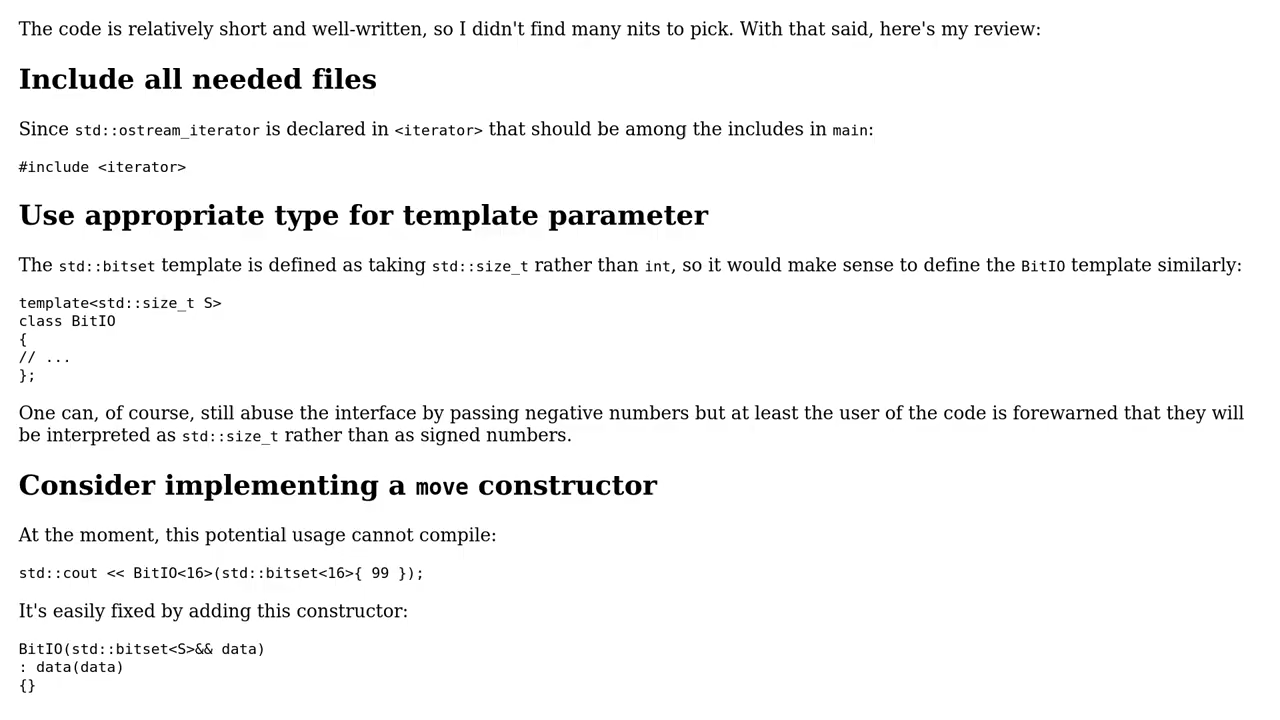 The code is relatively short and well-written, so I didn't find many nits to pick. With that said, here's my review:
Include all needed files
Since std::ostream_iterator is declared in <iterator> that should be among the includes in main:
#include <iterator>
Use appropriate type for template parameter
The std::bitset template is defined as taking std::size_t rather than int, so it would make sense to define the BitIO template similarly:
template<std::size_t S>
class BitIO
{
// ...
};
One can, of course, still abuse the interface by passing negative numbers but at least the user of the code is forewarned that they will
be interpreted as std::size_t rather than as signed numbers.
Consider implementing a move constructor
At the moment, this potential usage cannot compile:
std::cout << BitIO<16>(std::bitset<16>{ 99 });
It's easily fixed by adding this constructor:
BitIO(std::bitset<S>&& data)
: data(data)
{}